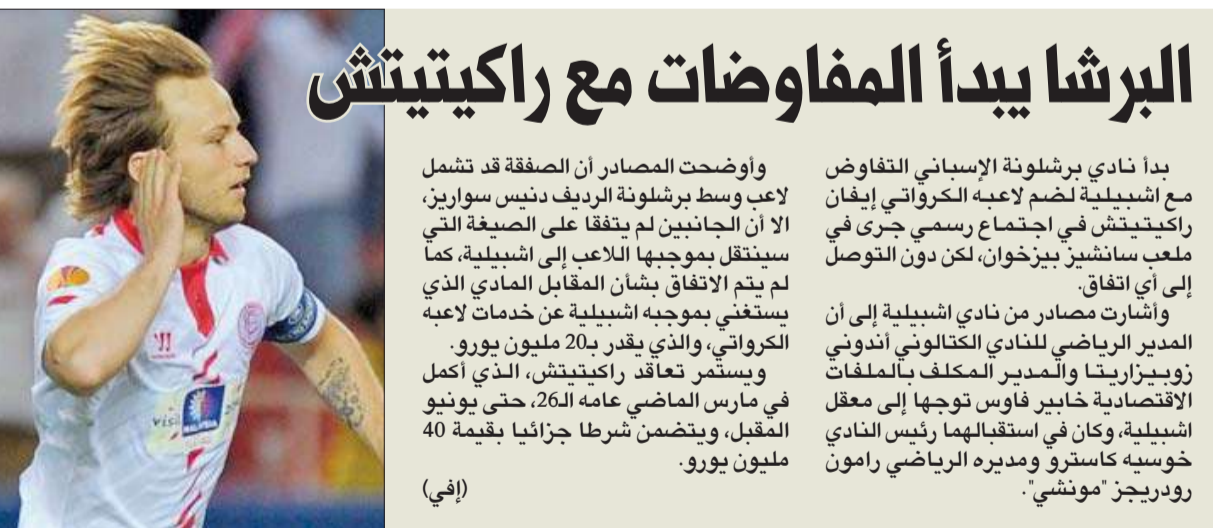 البرشا يبدأ المفاوضات مع راكيتيتش
بدأ نادي برشلونة الإسباني التفاوض
مع اشبيلية لضم لاعبه الكرواتي إيفان
راكيتيتش في اجتماع رسمي جرى في
ملعب سانشيز بيزخوان، لكن دون التوصل
إلى أي اتفاق.
وأشارت مصادر من نادي اشبيلية إلى أن
المدير الرياضي للنادي الكتالوني أندوني
زوبيزاريتا والمدير المكلف بالملفات
الاقتصادية خابير فاوس توجها إلى معقل
اشبيلية، وكان في استقبالهما رئيس النادي
خوسيه كاسترو ومديره الرياضي رامون
رودريجز "مونشي".
وأوضحت المصادر أن الصفقة قد تشمل
لاعب وسط برشلونة الرديف دنيس سواريز،
الا أن الجانبين لم يتفقا على الصيغة التي
سينتقل بموجبها اللاعب إلى اشبيلية، كما
لم يتم الاتفاق بشأن المقابل المادي الذي
يستغني بموجبه اشبيلية عن خدمات لاعبه
الكرواتي، والذي يقدر بـ20 مليون يورو.
ويستمر تعاقد راكيتيتش، الذي أكمل
في مارس الماضي عامه الـ26، حتى يونيو
المقبل، ويتضمن شرطا جزائيا بقيمة 40
مليون يورو.
(إفي)
visit
MALAYSIA